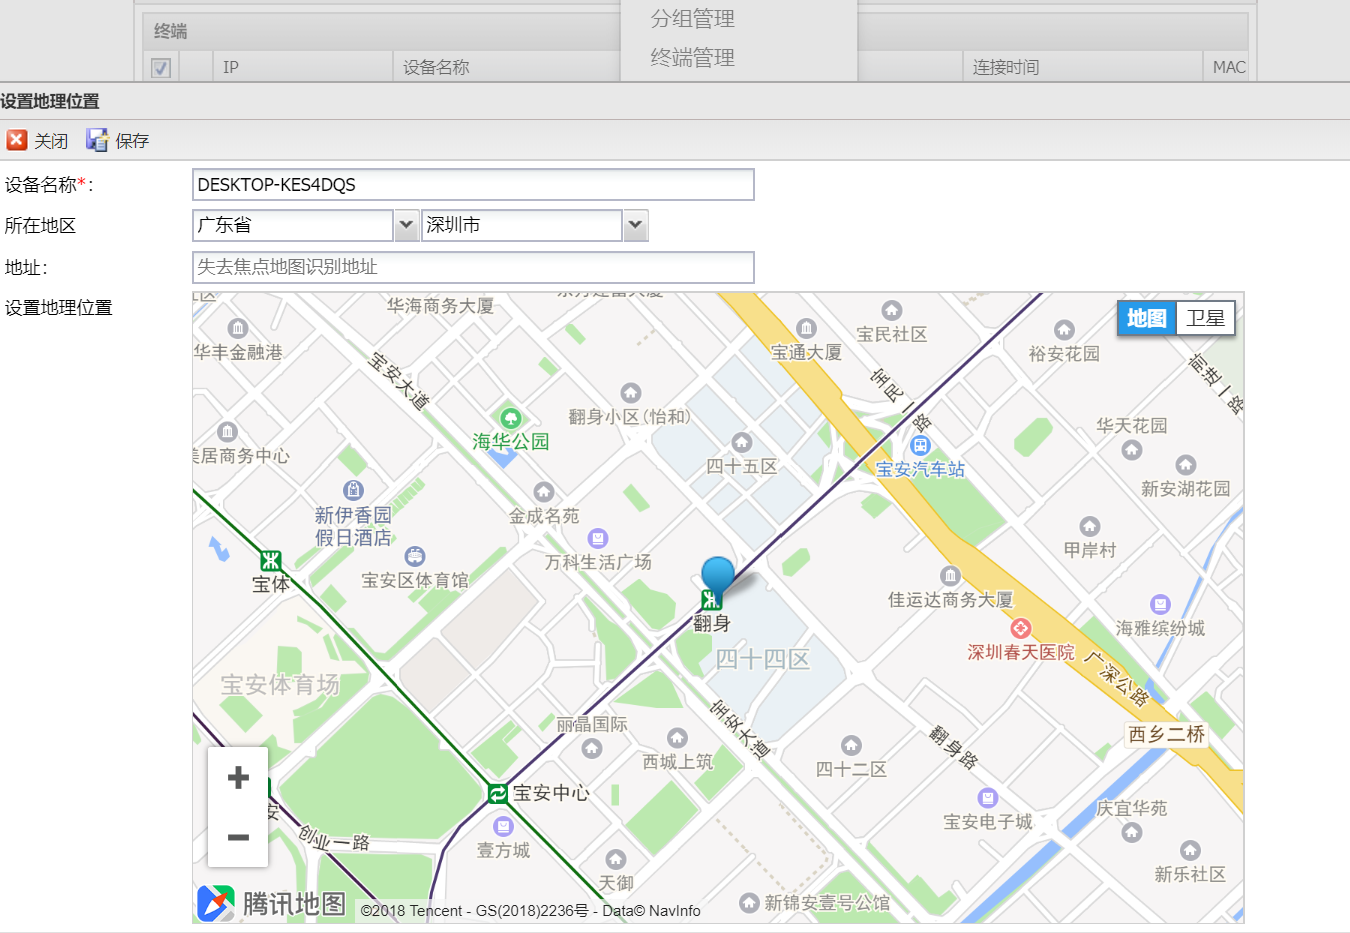 分组管理
终端
终端管理
IP
设备名称
连接时间
MAC
设置地理位置
关闭
保存
设备名称*:
DESKTOP-KES4DQS
所在地区
广东省
深圳市
地址:
失去焦点地图识别地址
设置地理位置
华海商务大厦
地图
卫星
华丰金融港
宝安大道
宝通大厦
宝民社区
裕安花园
前进一路
宝民一路
翻身小区(怡和)
海华公园
华天花园
美居商务中心
四十五区
宝安汽车站
新安湖花园
新伊香园
假日酒店
金成名苑
甲岸村
万科生活广场
宝体
宝安区体育馆
佳运达商务大厦
翻身
海雅缤纷城
深圳春天医院
四十四区
广深公路
宝安体育场
丽晶国际
宝安大道
西乡二桥
翻身路
西城上筑
四十二区
宝安中心
庆宜华苑
安
创业一路
宝安电子城
壹方城
天御
新乐社区
新锦安壹号公馆
腾讯地图
©2018 Tencent - GS(2018)2236号 - Data© NavInfo